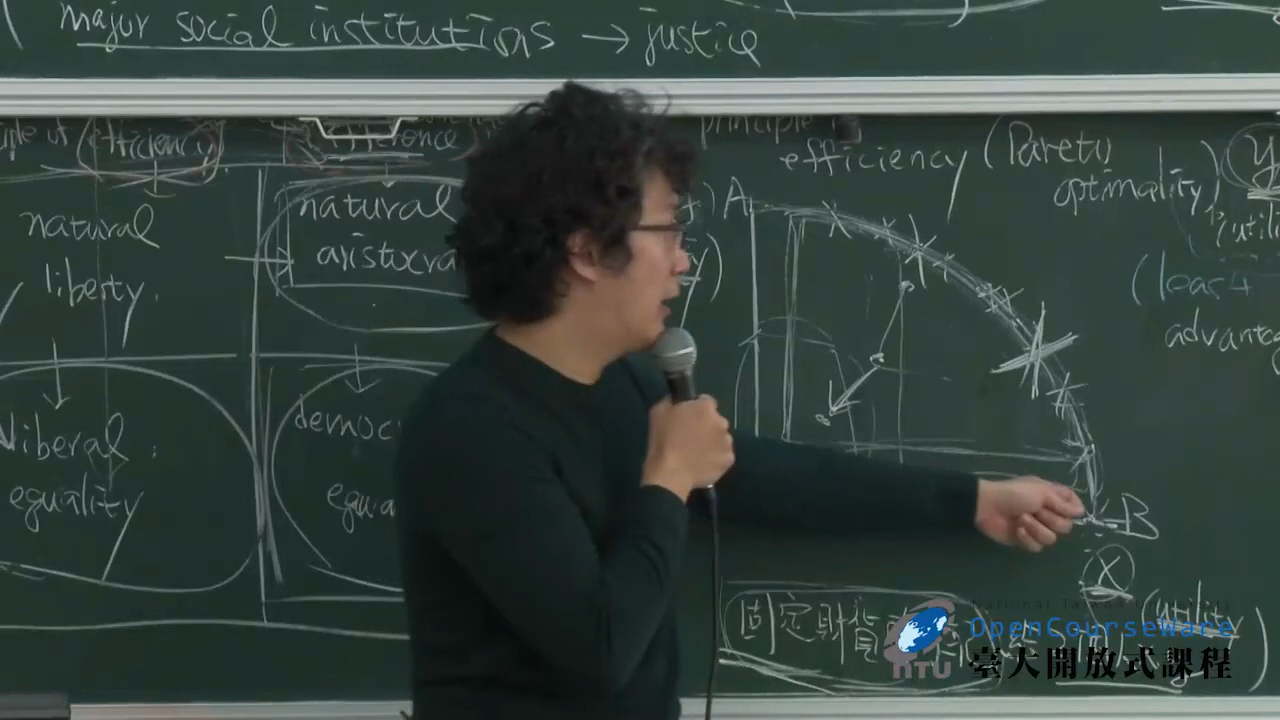 major social institutions → justice
efficiency
principle
efficiency (Pareto
optimality)
natural
liberty.
natural
A
(least
advantag
liberal
equality
democ
equa
B
X
(utility)
固定財貨
National Taiwan University
OpenCourseWare
NTU
臺大開放式課程